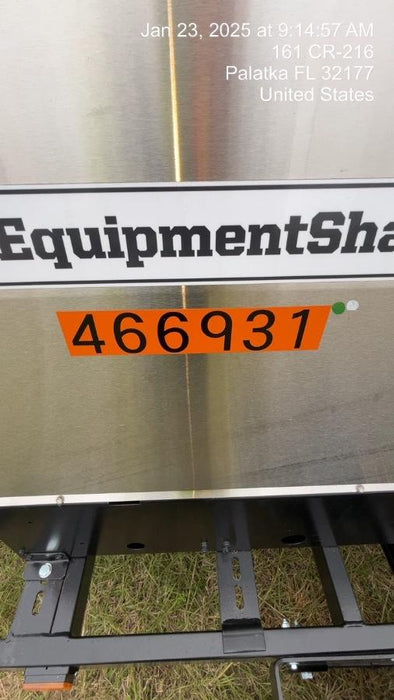 Jan 23, 2025 at 9:14:57 AM
161 CR-216
Palatka FL 32177
United States
EquipmentSha
466931